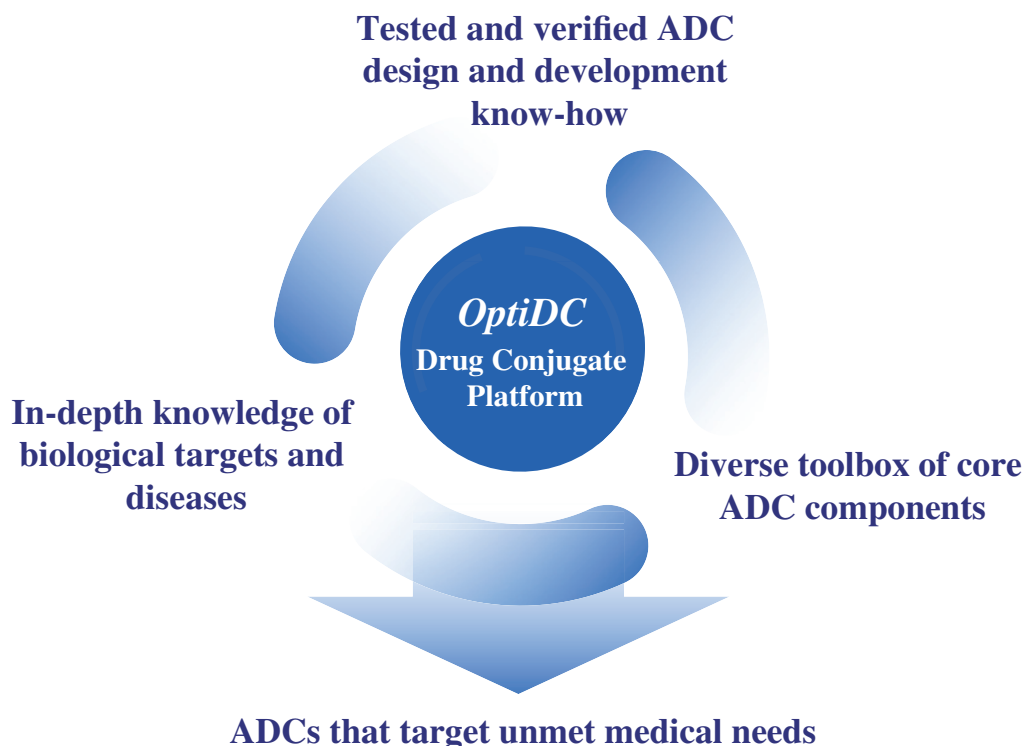 Tested and verified ADC
design and development
know-how
OptiDC
Drug Conjugate
Platform
In-depth knowledge of
biological targets and
diseases
Diverse toolbox of core
ADC components
ADCs that target unmet medical needs